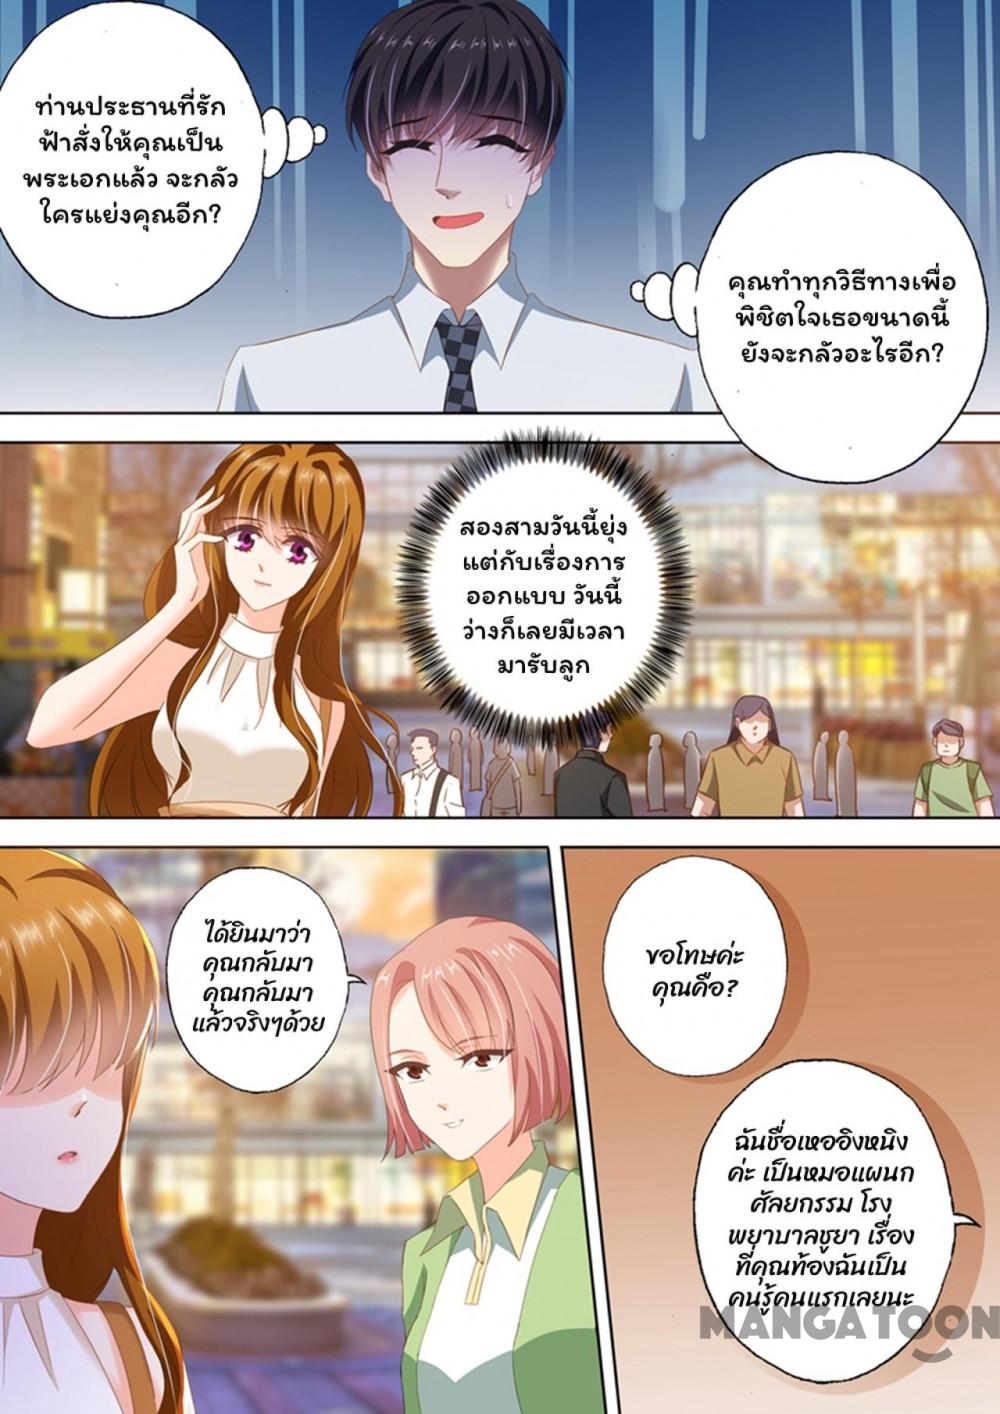 ท่านประธานที่รัก
ฟ้าสั่งให้คุณเป็น
พระเอกแล้ว จะกลัว
ใครแย่งคุณอีก?
คุณทำทุกวิธีทางเพื่อ
พิชิตใจเธอขนาดนี้
ยังจะกลัวอะไรอีก?
สองสามวันนี้ยุ่ง
แต่กับเรื่องการ
ออกแบบ วันนี้
ว่างก็เลยมีเวลา
มารับลูก
ได้ยินมาว่า
คุณกลับมา
คุณกลับมา
แล้วจริงๆด้วย
ขอโทษค่ะ
คุณคือ?
ฉันชื่อเหออิงหนิง
ค่ะ เป็นหมอแผนก
ศัลยกรรม โรง
พยาบาลชูยา เรื่อง
ที่คุณท้องฉันเป็น
คนรู้คนแรกเลยนะ
MANGATOON